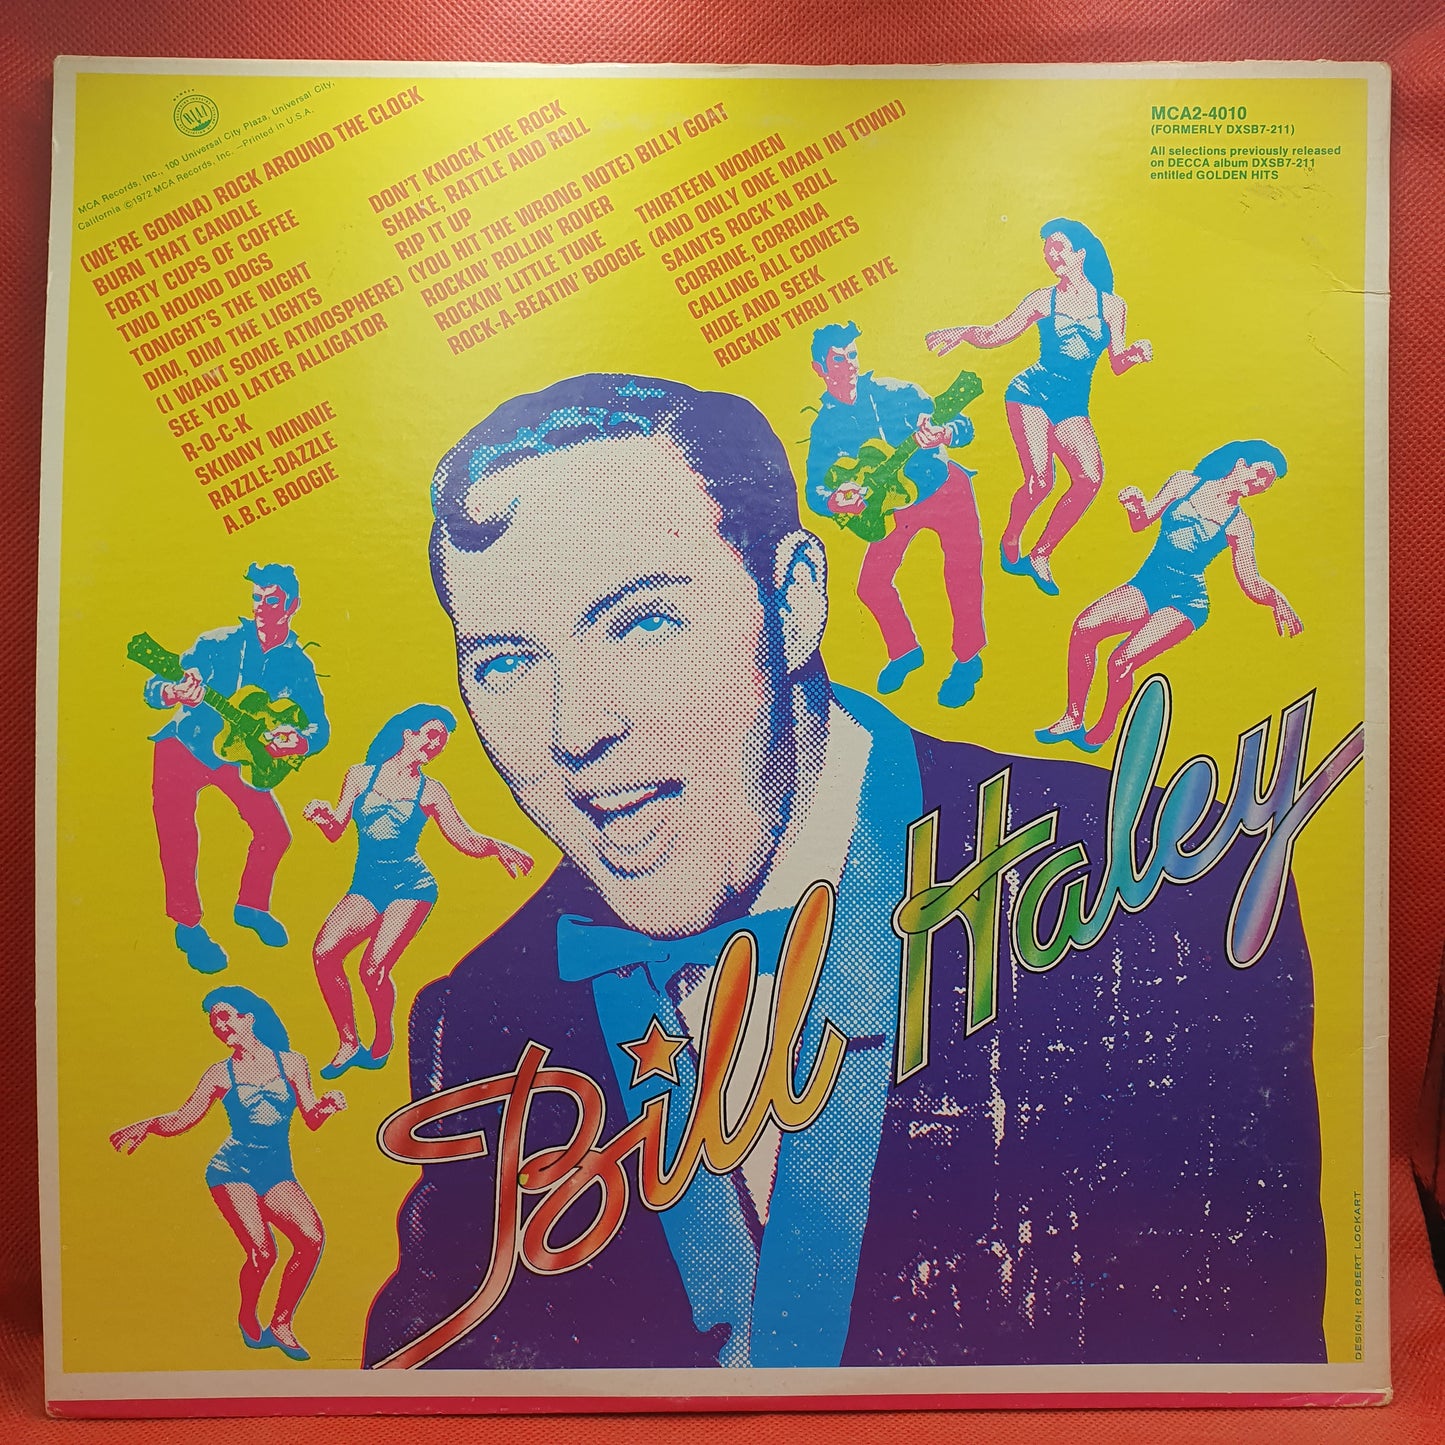 MEMBER
RIAA
MCA Records, Inc., 100 Universal City Plaza, Universal City,
California ©1972 MCA Records, Inc. —Printed in U.S.A.
(WE'RE GONNA) ROCK AROUND THE CLOCK
BURN THAT CANDLE
FORTY CUPS OF COFFEE
TWO HOUND DOGS
TONIGHT'S THE NIGHT
DIM, DIM THE LIGHTS
(I WANT SOME ATMOSPHERE)
SEE YOU LATER ALLIGATOR
R-O-C-K
SKINNY MINNIE
RAZZLE-DAZZLE
A.B.C. BOOGIE
DON'T KNOCK THE ROCK
SHAKE, RATTLE AND ROLL
RIP IT UP
(YOU HIT THE WRONG NOTE) BILLY GOAT
ROCKIN' ROLLIN' ROVER
ROCKIN' LITTLE TUNE
ROCK-A-BEATIN' BOOGIE
THIRTEEN WOMEN
(AND ONLY ONE MAN IN TOWN)
SAINTS ROCK'N ROLL
CORRINE, CORRINA
CALLING ALL COMETS
HIDE AND SEEK
ROCKIN' THRU THE RYE
MCA2-4010
(FORMERLY DXSB7-211)
All selections previously released
on DECCA album DXSB7-211
entitled GOLDEN HITS
Bill Haley
DESIGN: ROBERT LOCKART